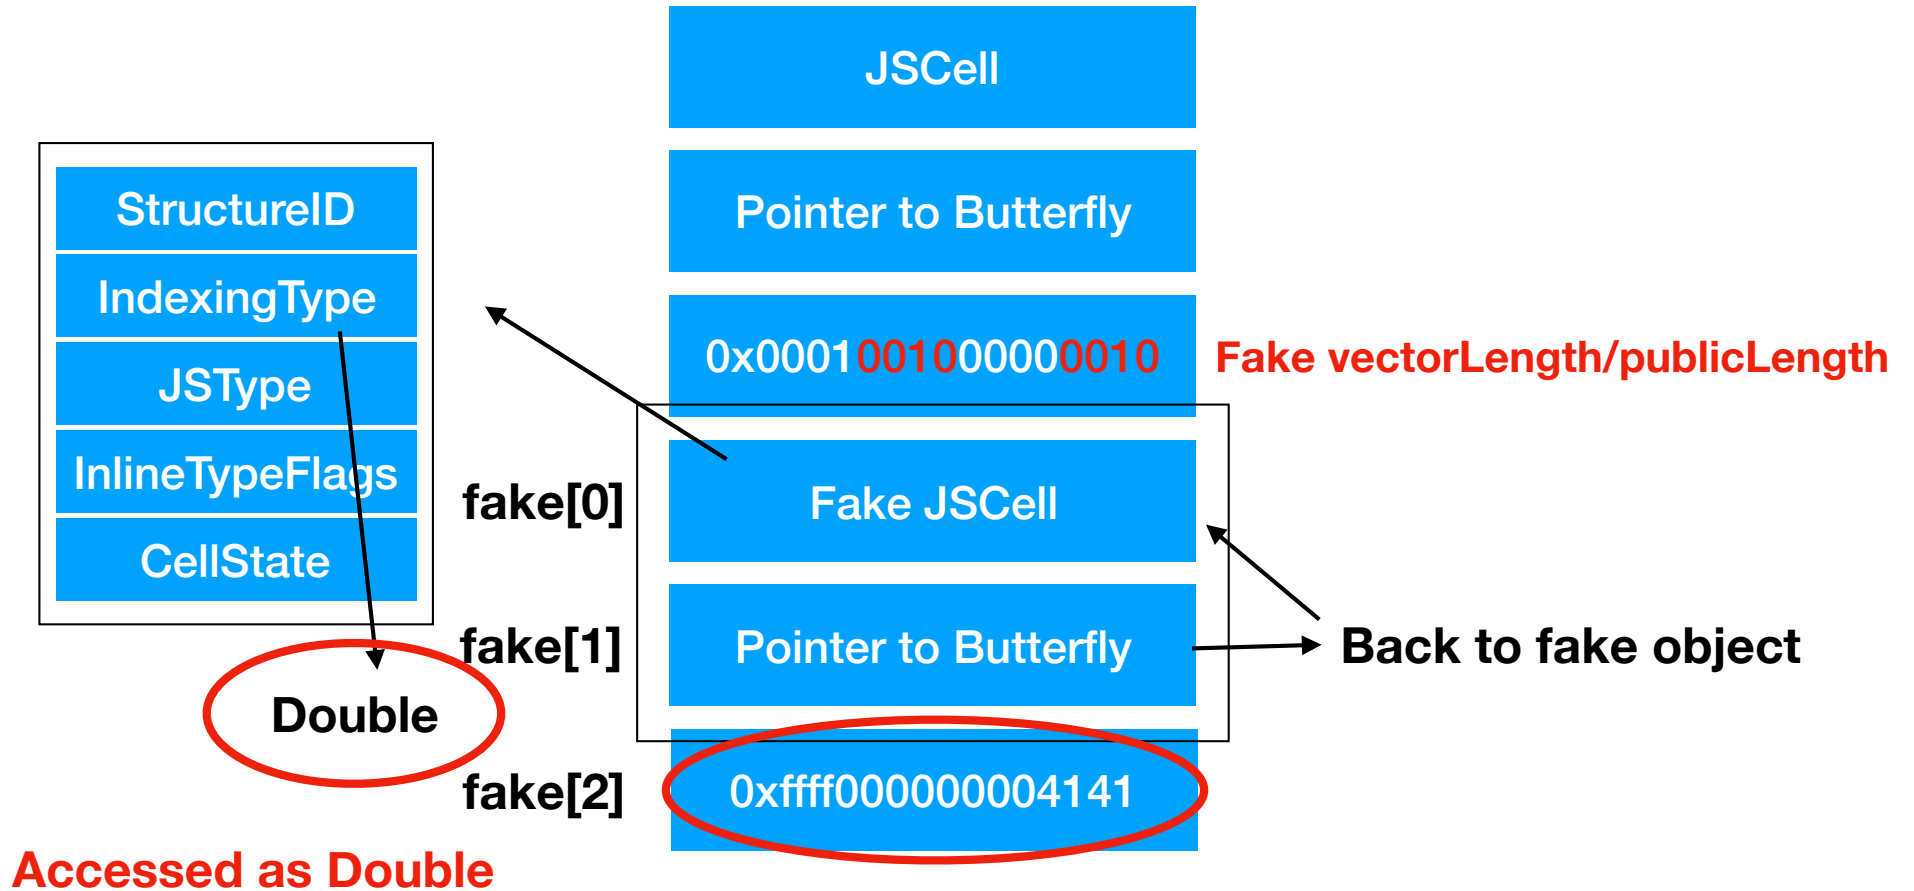 JSCell
Pointer to Butterfly
0x0001001000000010
Fake vectorLength/publicLength
StructureID
IndexingType
JSType
InlineTypeFlags
CellState
fake[0]
Fake JSCell
fake[1]
Pointer to Butterfly
Back to fake object
Double
fake[2]
0xffff000000004141
Accessed as Double